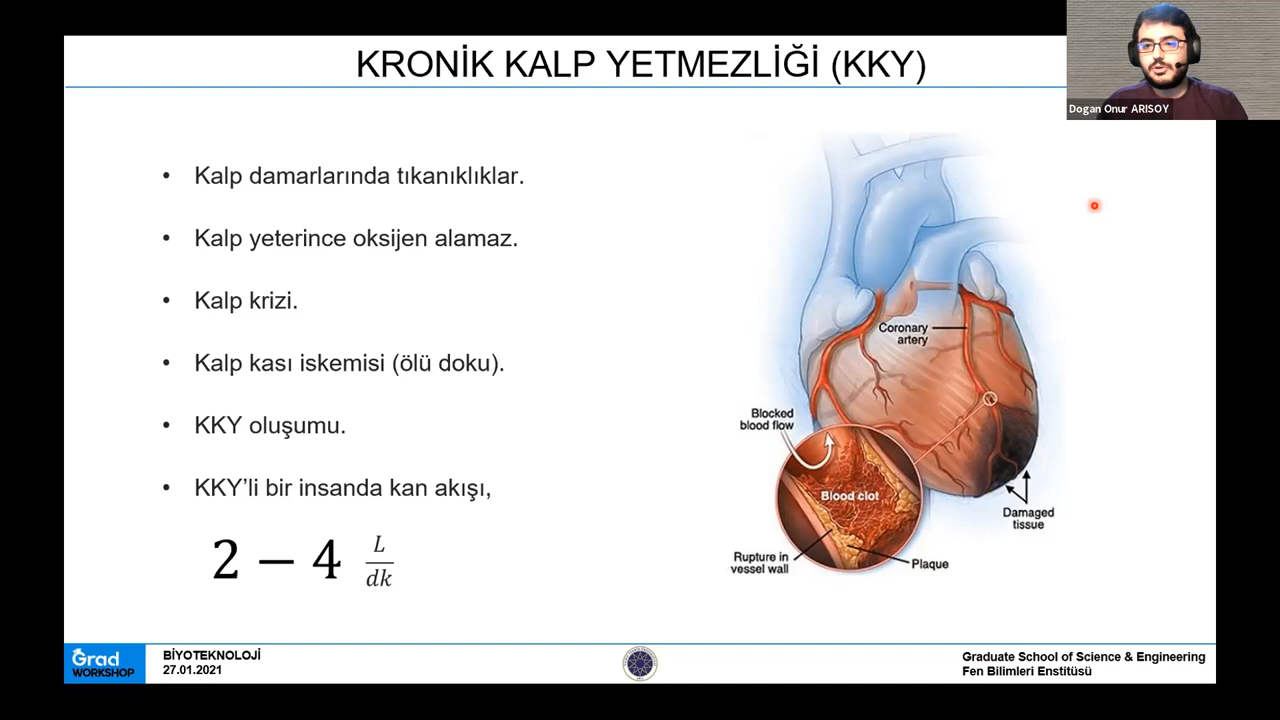 KRONİK KALP YETMEZLİĞİ (KKY)
Dogan Onur ARISOY
• Kalp damarlarında tıkanıklıklar.
• Kalp yeterince oksijen alamaz.
• Kalp krizi.
• Kalp kası iskemisi (ölü doku).
• KKY oluşumu.
• KKY’li bir insanda kan akışı,
2 − 4 L/dk
Coronary
artery
Blocked
blood flow
Blood clot
Damaged
tissue
Rupture in
vessel wall
Plaque
Grad
WORKSHOP
BİYOTEKNOLOJİ
27.01.2021
Graduate School of Science & Engineering
Fen Bilimleri Enstitüsü